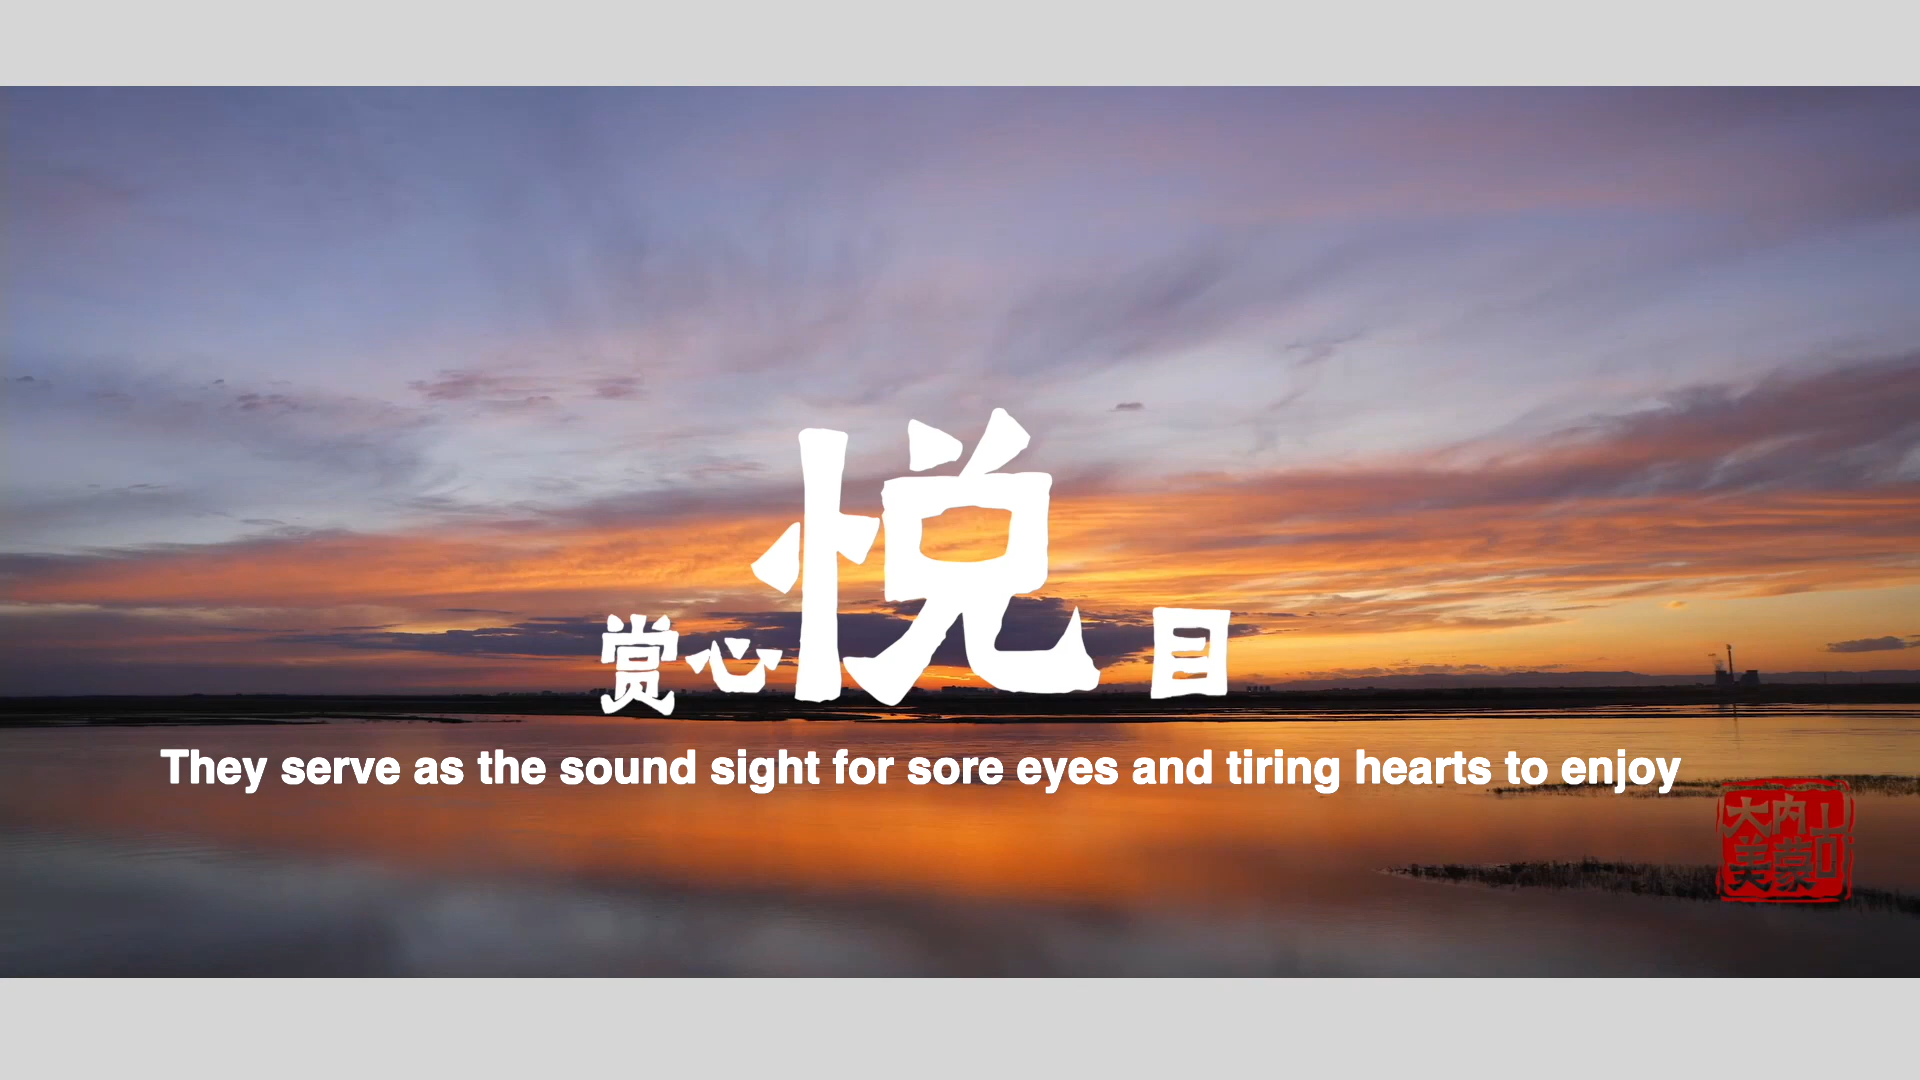 赏心悦目
They serve as the sound sight for sore eyes and tiring hearts to enjoy
大美
内蒙古